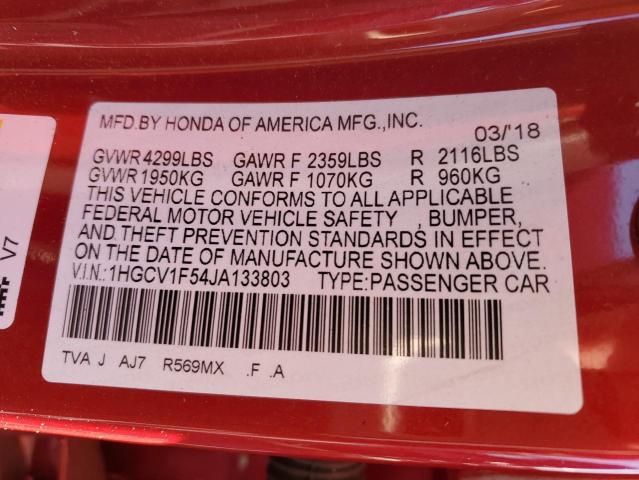 MFD.BY HONDA OF AMERICA MFG.,INC. 03/'18
GVWR 4299LBS GAWR F 2359LBS R 2116LBS
GVWR 1950KG GAWR F 1070KG R 960KG
THIS VEHICLE CONFORMS TO ALL APPLICABLE
FEDERAL MOTOR VEHICLE SAFETY , BUMPER,
AND THEFT PREVENTION STANDARDS IN EFFECT
ON THE DATE OF MANUFACTURE SHOWN ABOVE.
V.I.N.:1HGCV1F54JA133803 TYPE:PASSENGER CAR
TVA J AJ7 R569MX .F .A
V7